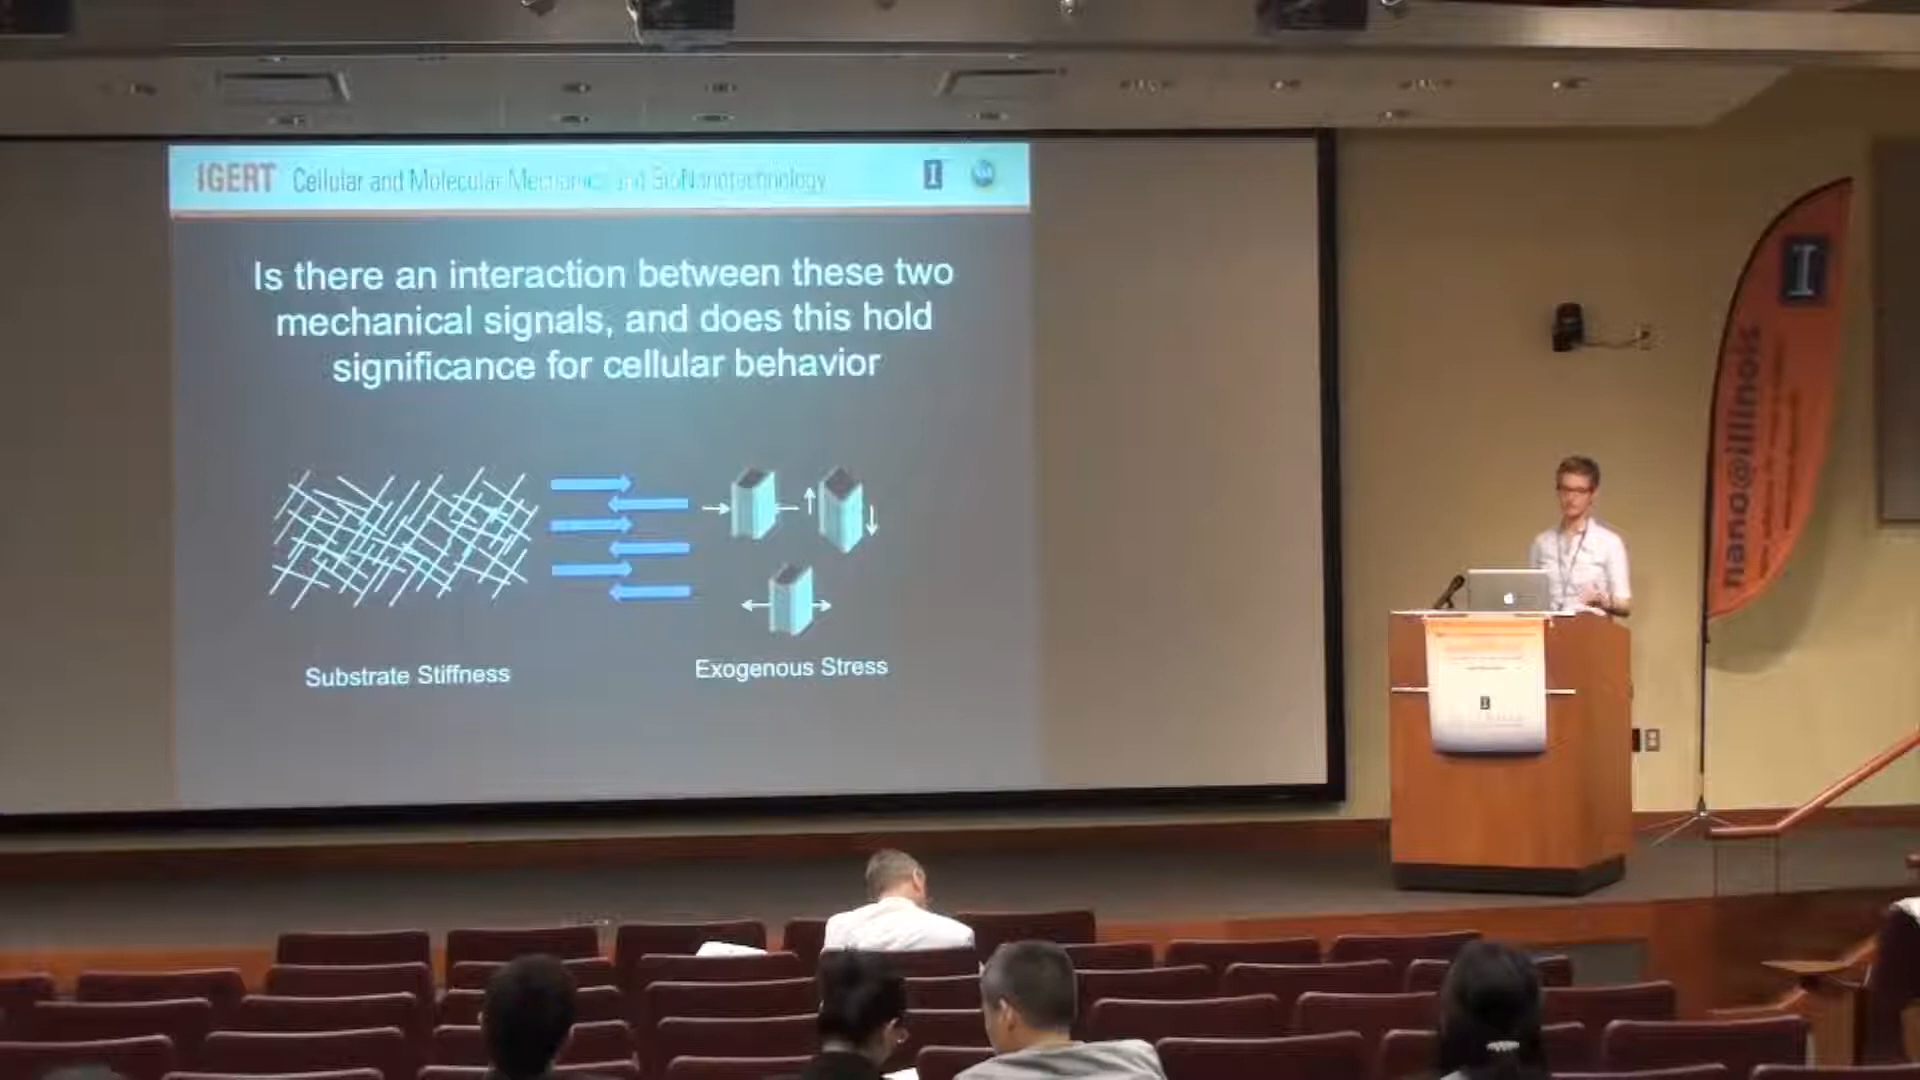 IGERT Cellular and Molecular Mechanics and BioNanotechnology
I
Is there an interaction between these two
mechanical signals, and does this hold
significance for cellular behavior
Substrate Stiffness
Exogenous Stress
I
nano@illinois
I